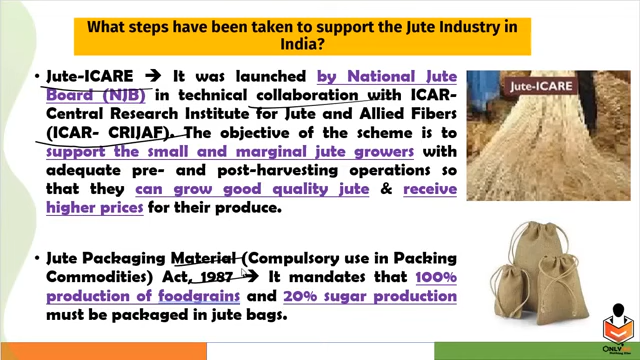 What steps have been taken to support the Jute Industry in
India?
• Jute-ICARE → It was launched by National Jute
Board (NJB) in technical collaboration with ICAR-
Central Research Institute for Jute and Allied Fibers
(ICAR- CRIJAF). The objective of the scheme is to
support the small and marginal jute growers with
adequate pre- and post-harvesting operations so
that they can grow good quality jute & receive
higher prices for their produce.
Jute-ICARE
• Jute Packaging Material (Compulsory use in Packing
Commodities) Act, 1987 → It mandates that 100%
production of foodgrains and 20% sugar production
must be packaged in jute bags.
ONLY